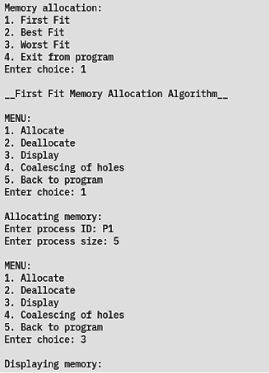 Memory allocation:
1. First Fit
2. Best Fit
3. Worst Fit
4. Exit from program
Enter choice: 1
__First Fit Memory Allocation Algorithm__
MENU:
1. Allocate
2. Deallocate
3. Display
4. Coalescing of holes
5. Back to program
Enter choice: 1
Allocating memory:
Enter process ID: P1
Enter process size: 5
MENU:
1. Allocate
2. Deallocate
3. Display
4. Coalescing of holes
5. Back to program
Enter choice: 3
Displaying memory: